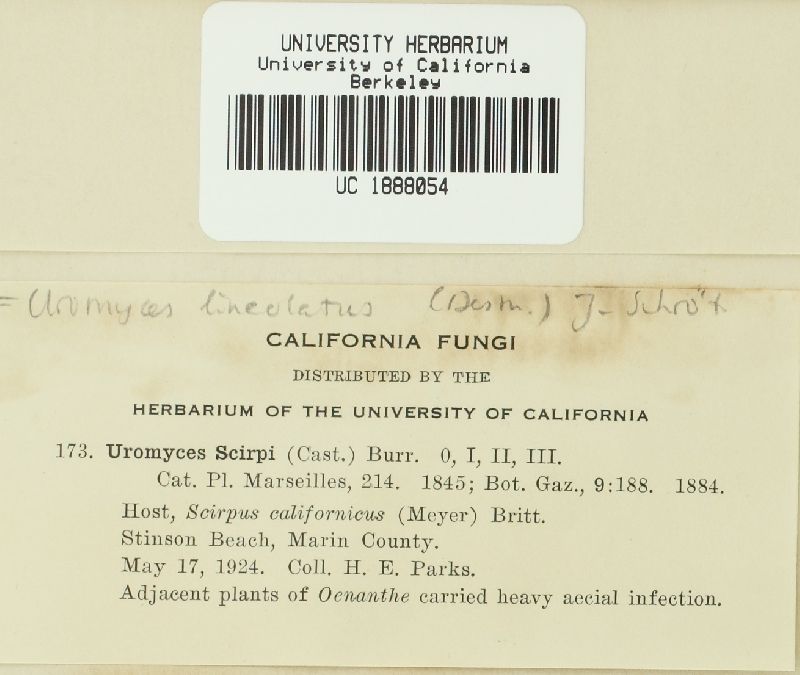 UNIVERSITY HERBARIUM
University of California
Berkeley
UC 1888054
= Uromyces lineolatus (Desm.) J. Schröt
CALIFORNIA FUNGI
DISTRIBUTED BY THE
HERBARIUM OF THE UNIVERSITY OF CALIFORNIA
173. Uromyces Scirpi (Cast.) Burr. 0, I, II, III.
Cat. Pl. Marseilles, 214. 1845; Bot. Gaz., 9:188. 1884.
Host, Scirpus californicus (Meyer) Britt.
Stinson Beach, Marin County.
May 17, 1924. Coll. H. E. Parks.
Adjacent plants of Oenanthe carried heavy aecial infection.